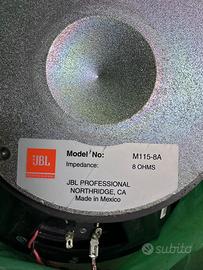 JBL
Model No: M115-8A
Impedance: 8 OHMS
JBL PROFESSIONAL
NORTHRIDGE, CA
Made in Mexico
subito